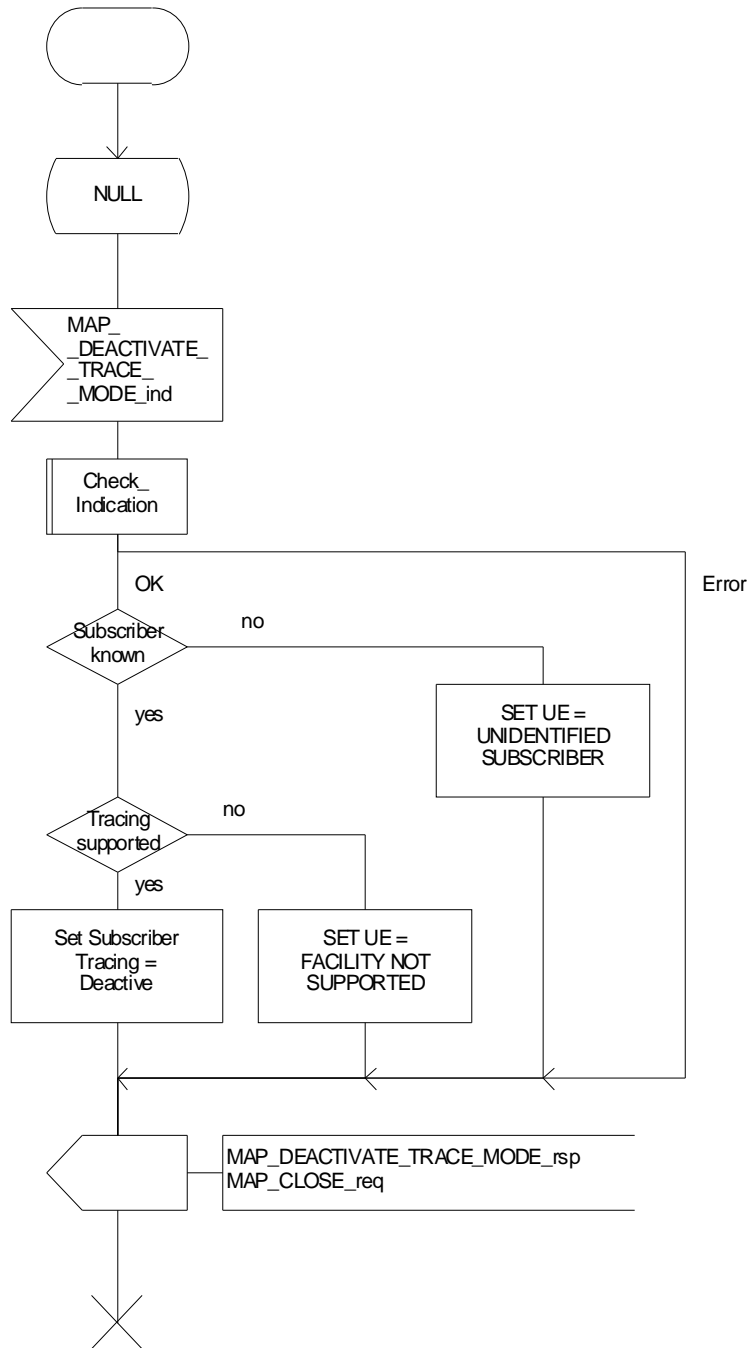 NULL
MAP_
_DEACTIVATE_
_TRACE_
_MODE_ind
Check_
Indication
OK
Error
Subscriber
known
no
yes
SET UE =
UNIDENTIFIED
SUBSCRIBER
Tracing
supported
no
yes
Set Subscriber
Tracing =
Deactive
SET UE =
FACILITY NOT
SUPPORTED
MAP_DEACTIVATE_TRACE_MODE_rsp
MAP_CLOSE_req